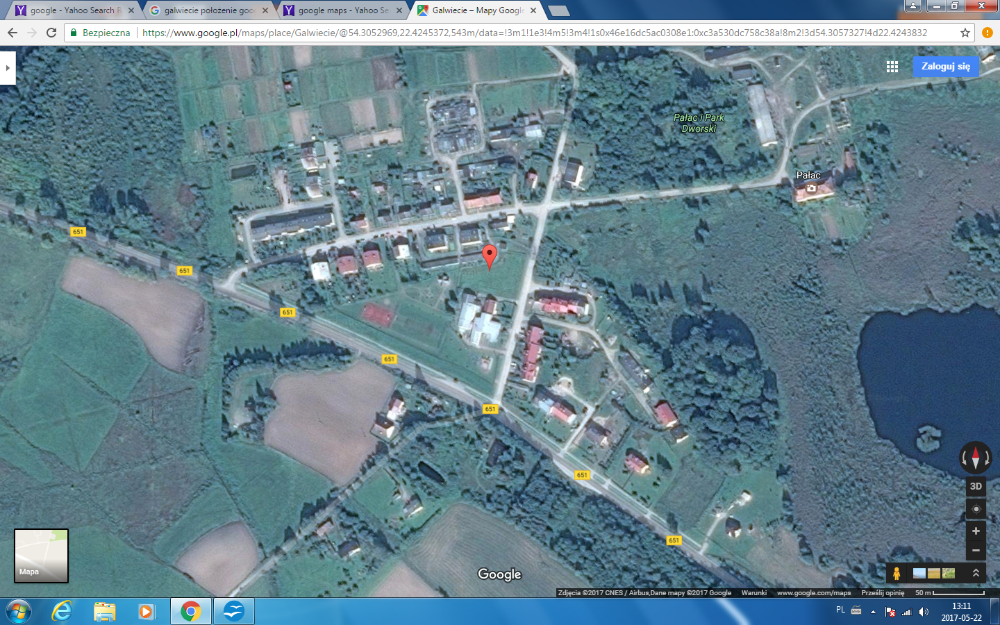 google - Yahoo Search R
galwiecie położenie goog
google maps - Yahoo Se
Galwiecie – Mapy Google
Bezpieczna
https://www.google.pl/maps/place/Galwiecie/@54.3052969,22.4245372,543m/data=!3m1!1e3!4m5!3m4!1s0x46e16dc5ac0308e1:0xc3a530dc758c38a!8m2!3d54.3057327!4d22.4243832
Zaloguj się
Pałac i Park
Dworski
Pałac
651
651
651
651
651
651
651
3D
Mapa
Google
Zdjęcia ©2017 CNES / Airbus,Dane mapy ©2017 Google Warunki www.google.com/maps Prześlij opinię 50 m
PL
13:11
2017-05-22